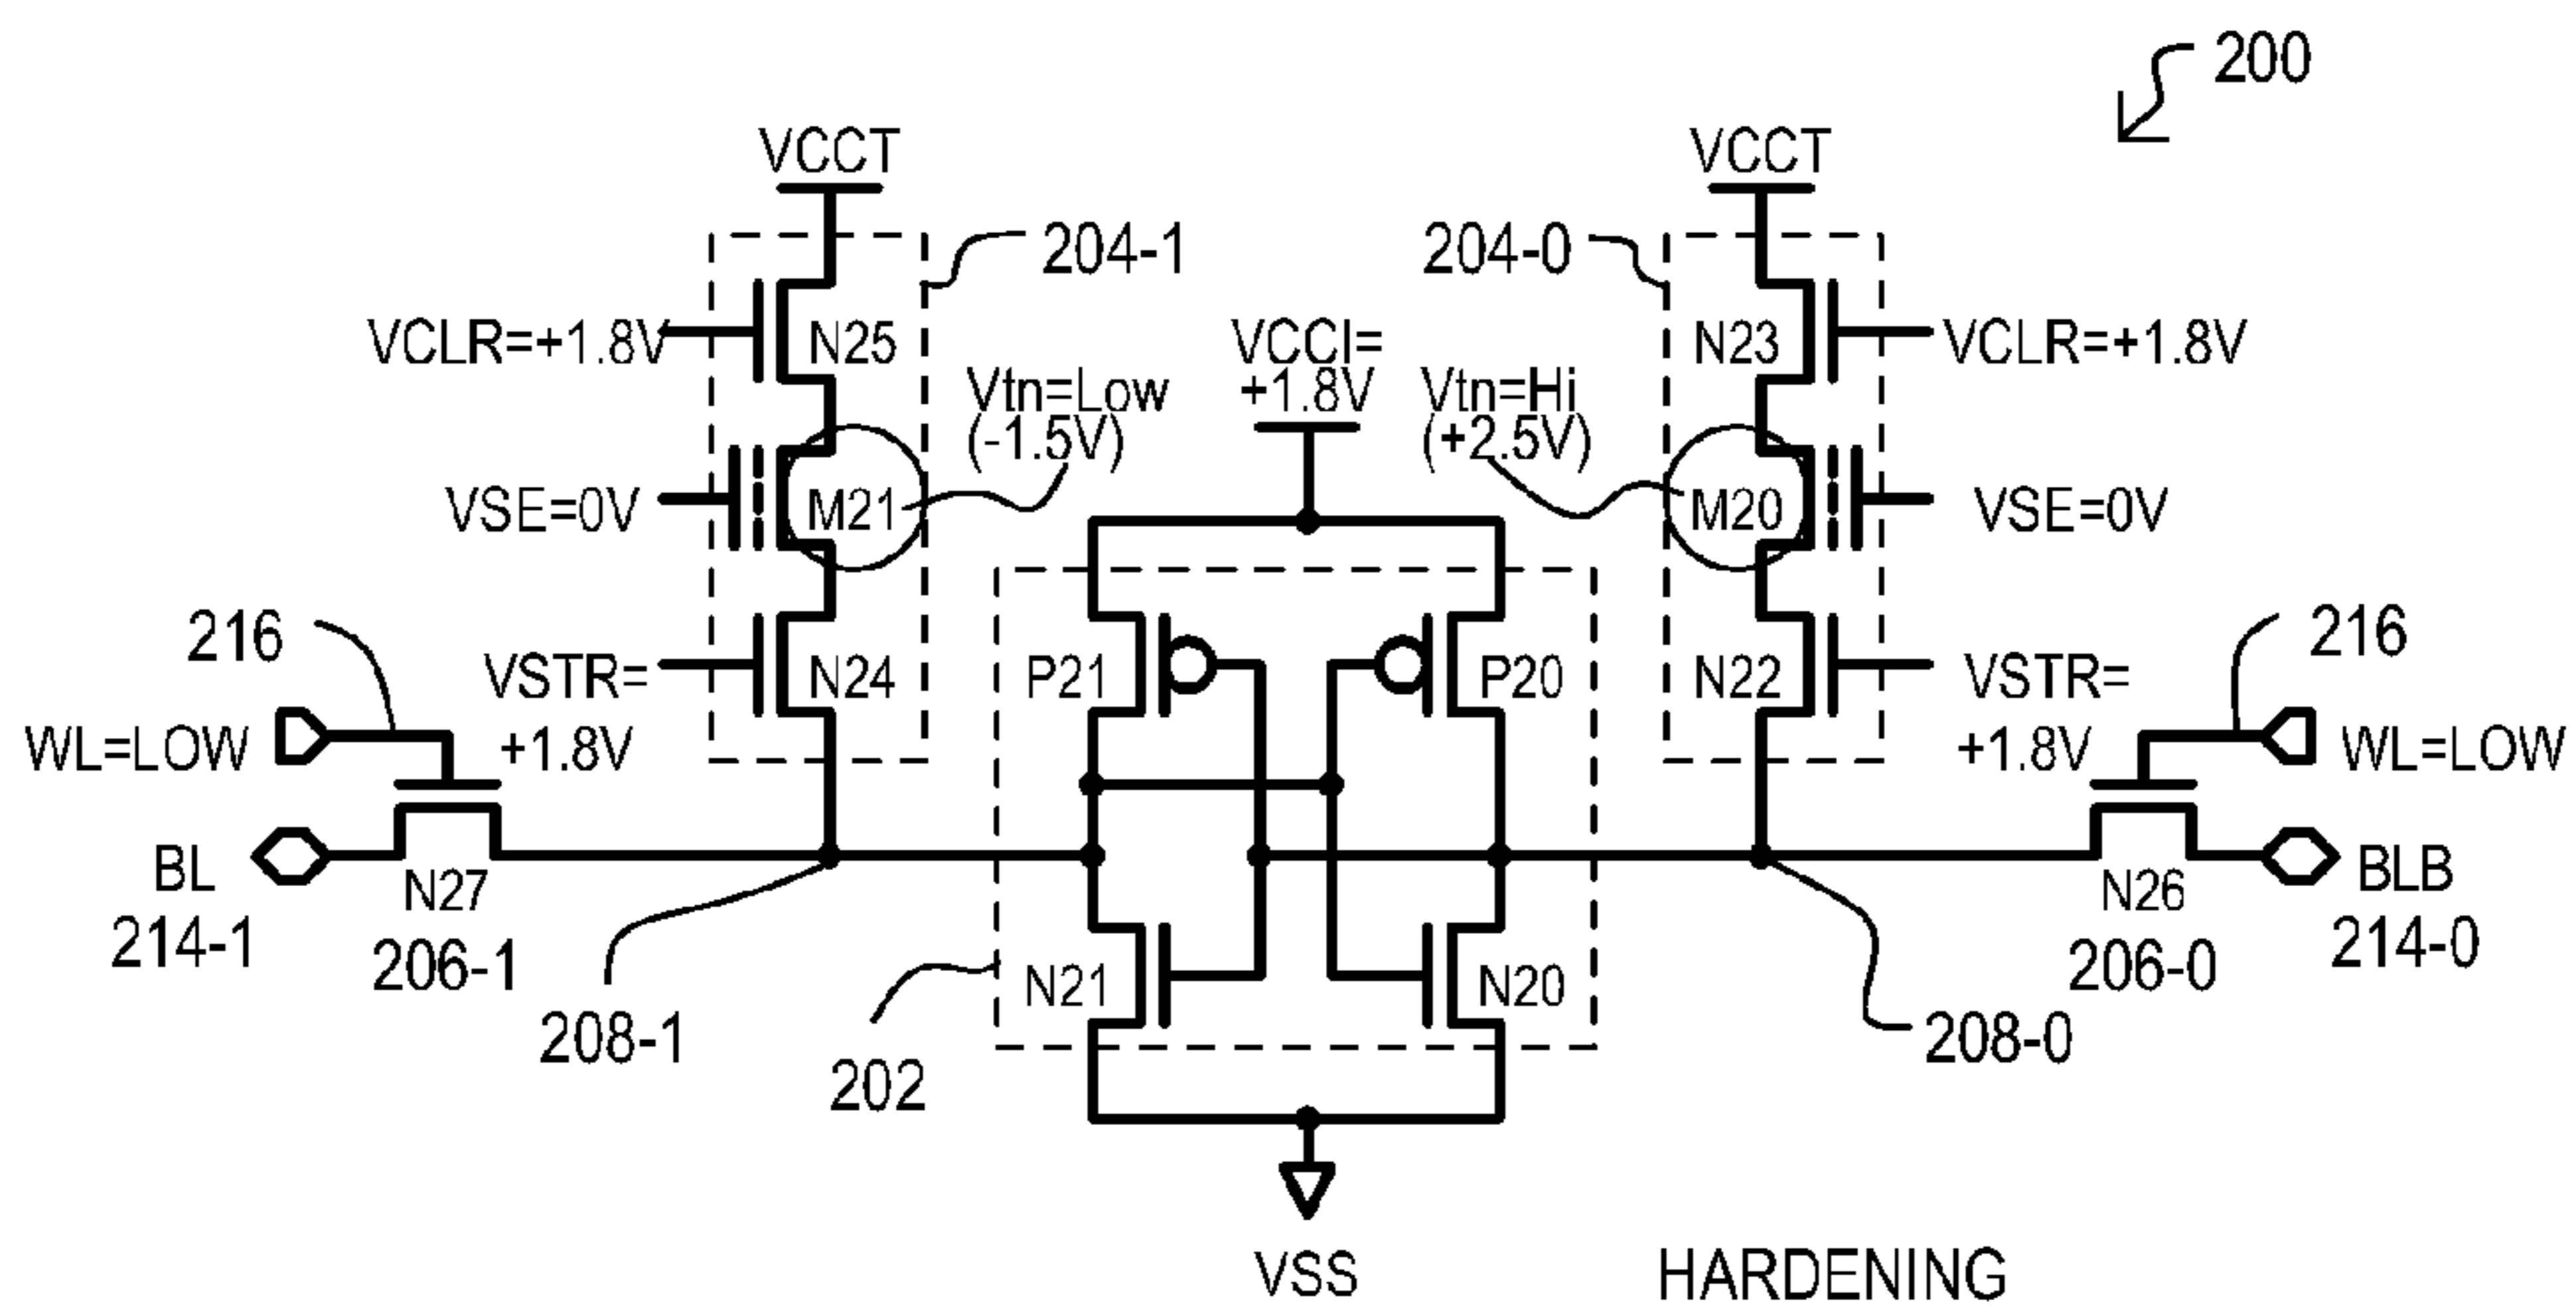 200
VCCT
VCCT
204-1
204-0
VCLR=+1.8V
N25
VCCI=
+1.8V
N23
VCLR=+1.8V
Vtn=Low
(-1.5V)
Vtn=Hi
(+2.5V)
VSE=0V
M21
M20
VSE=0V
216
VSTR=
+1.8V
N24
P21
P20
N22
VSTR=
+1.8V
216
WL=LOW
WL=LOW
BL
214-1
N27
206-1
N21
N20
N26
206-0
BLB
214-0
208-1
202
208-0
VSS
HARDENING